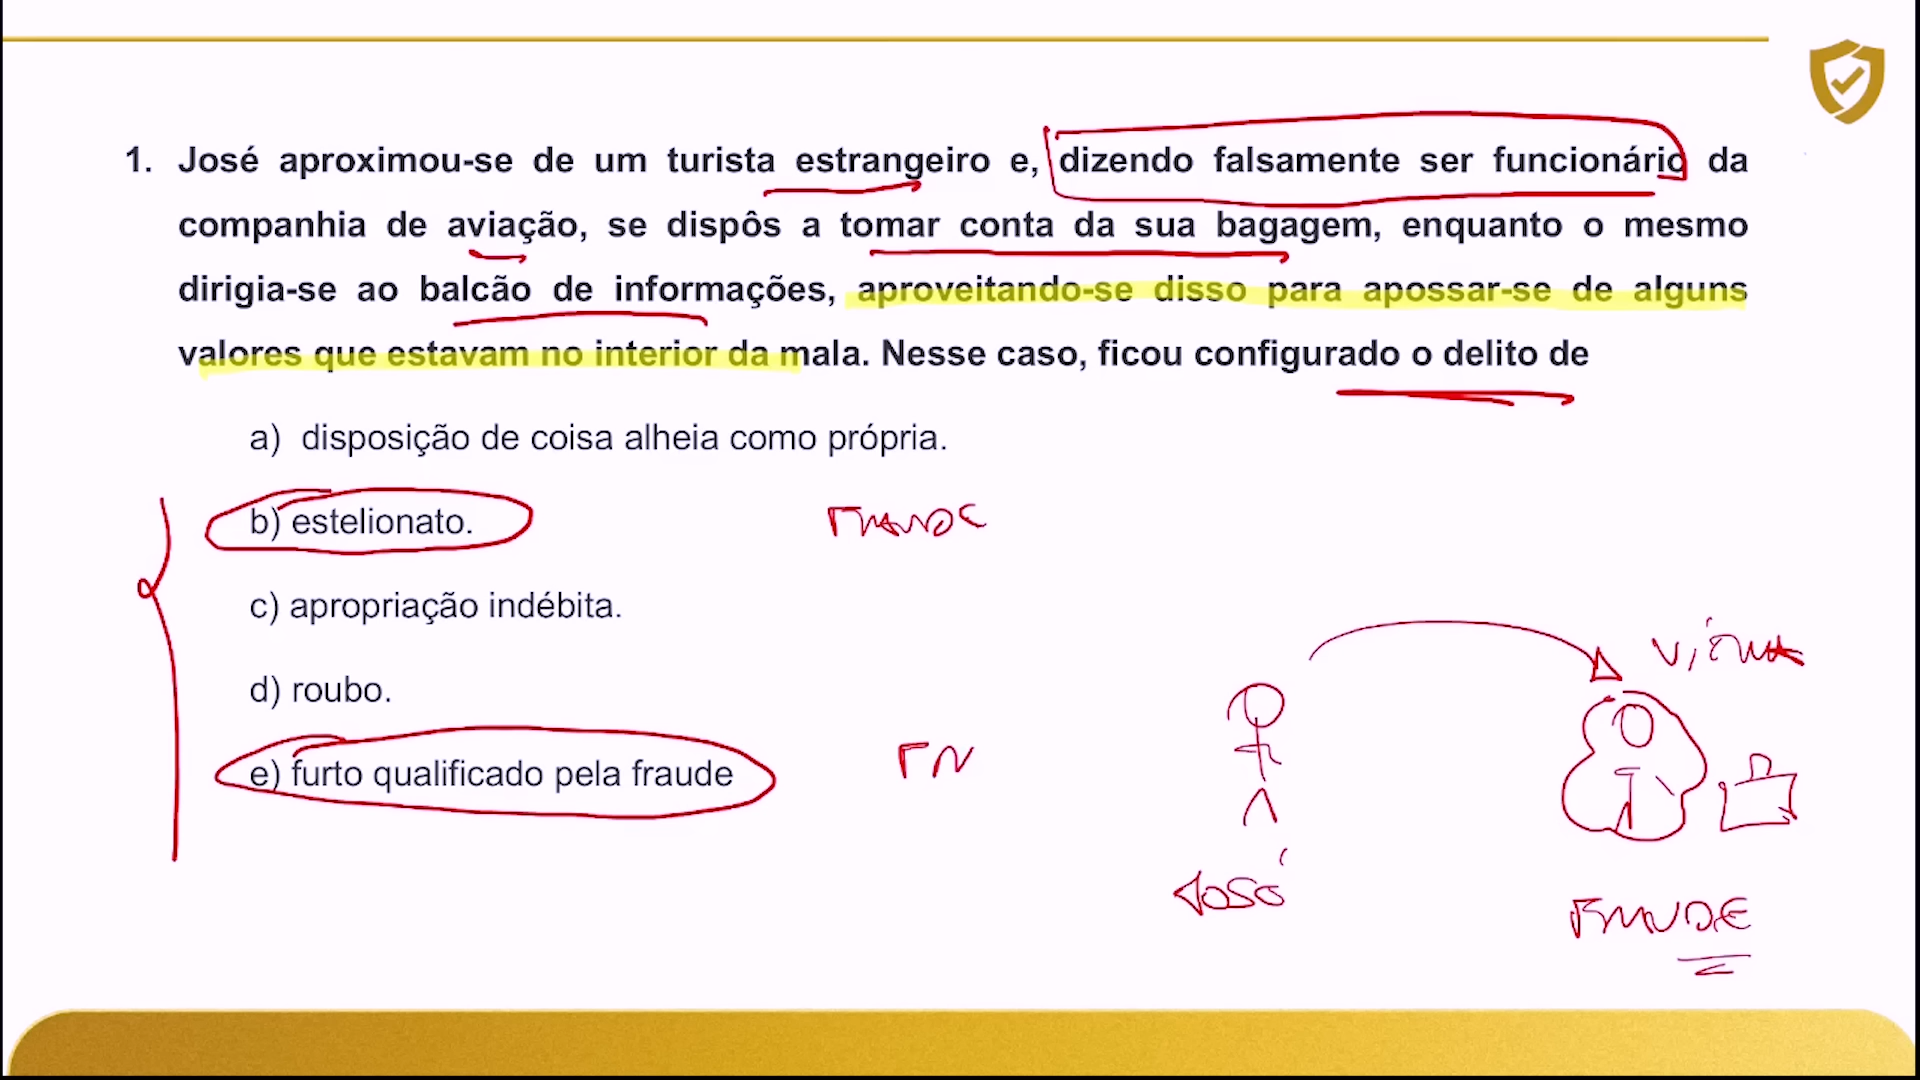 1. José aproximou-se de um turista estrangeiro e, dizendo falsamente ser funcionário da
companhia de aviação, se dispôs a tomar conta da sua bagagem, enquanto o mesmo
dirigia-se ao balcão de informações, aproveitando-se disso para apossar-se de alguns
valores que estavam no interior da mala. Nesse caso, ficou configurado o delito de
a) disposição de coisa alheia como própria.
b) estelionato.
FRAUDE
c) apropriação indébita.
VÍTIMA
d) roubo.
e) furto qualificado pela fraude
JOSÉ
FRAUDE